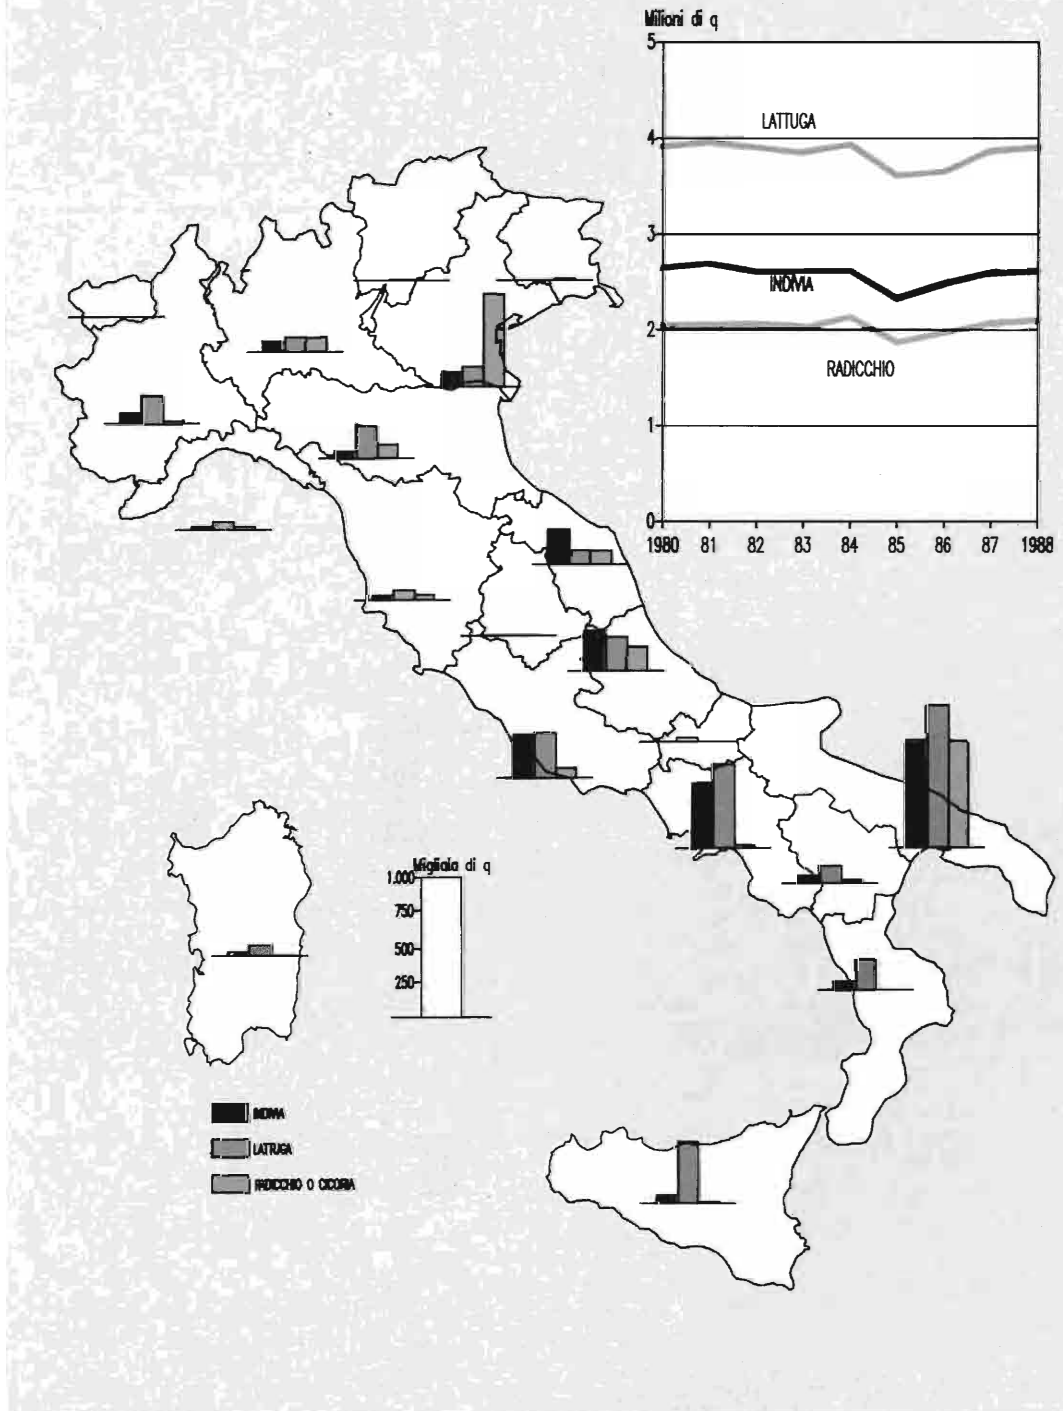 Milioni di q
5
4
3
2
1
0
LATTUGA
INDIVIA
RADICCHIO
1980 81 82 83 84 85 86 87 1988
Migliaia di q
1.000
750
500
250
INDIVIA
LATTUGA
RADICCHIO O CICORIA